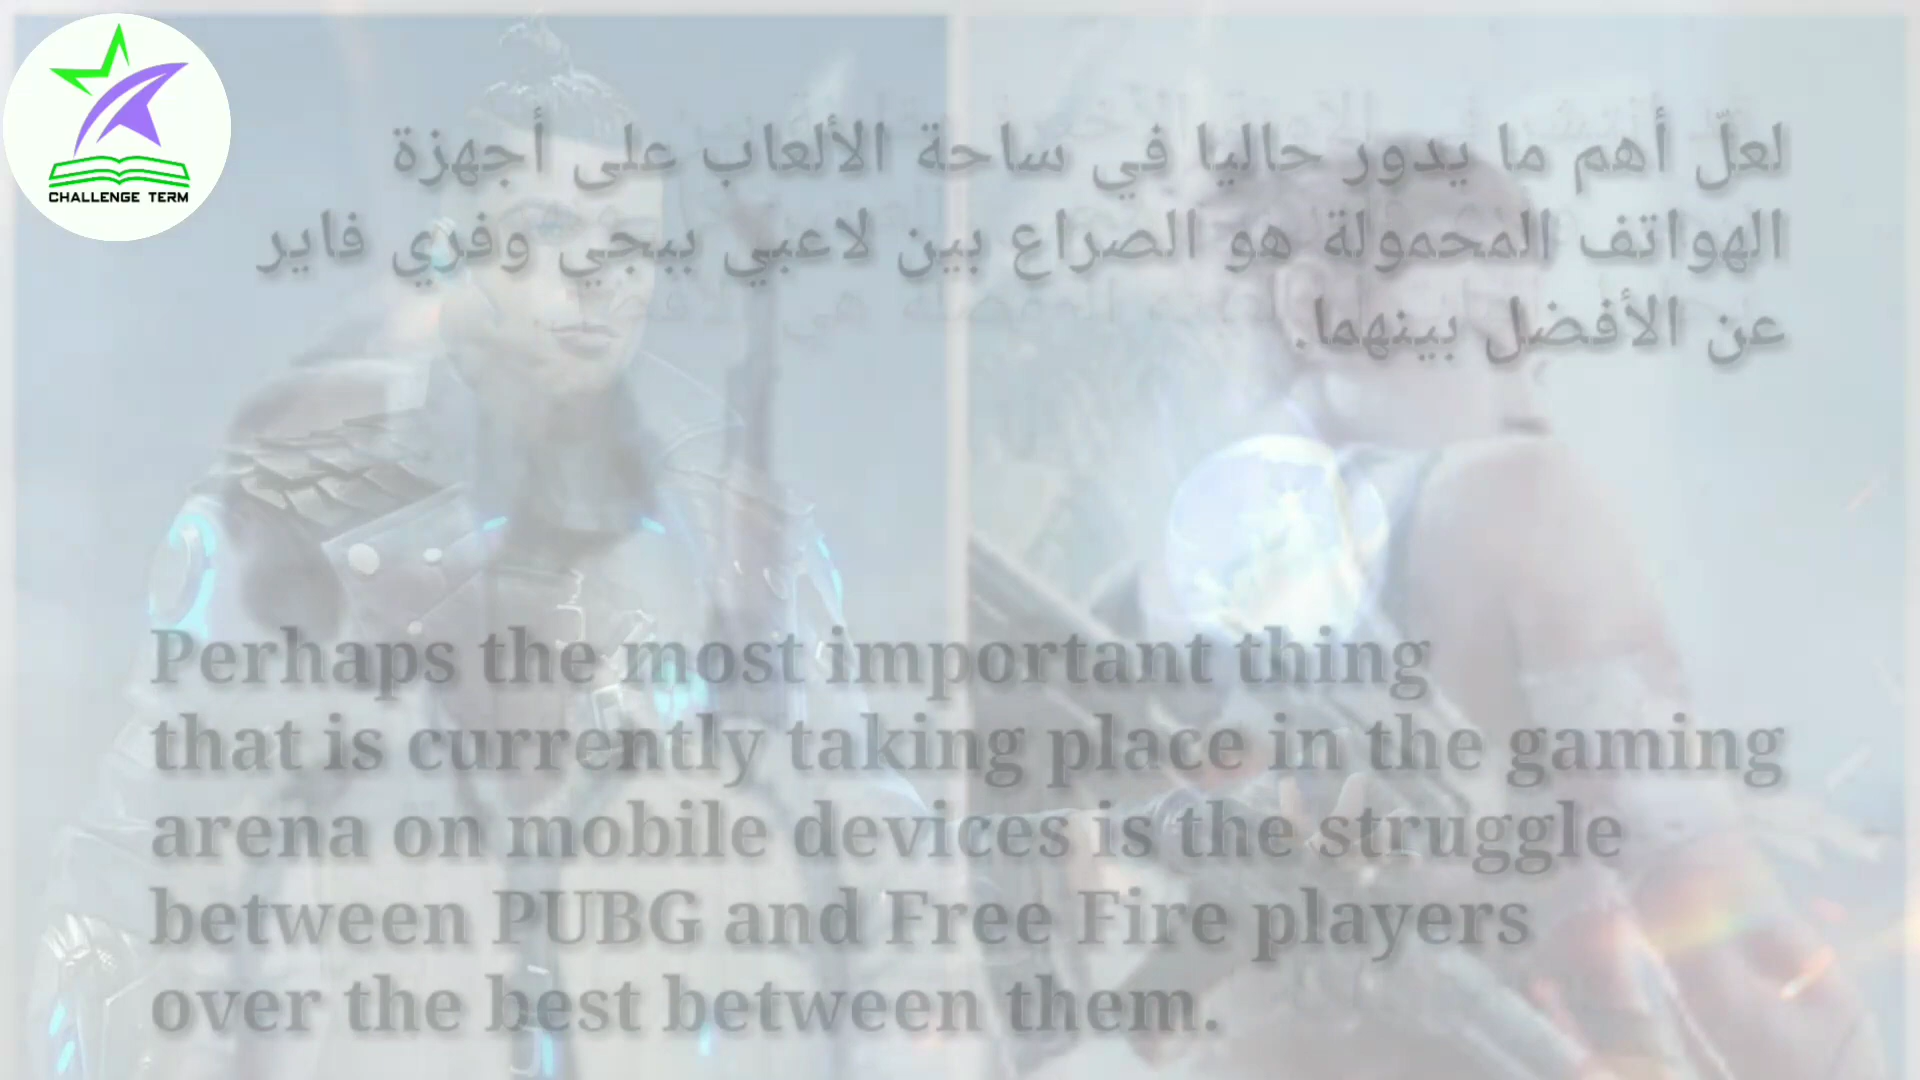 CHALLENGE TERM
لعلّ أهم ما يدور حاليا في ساحة الألعاب على أجهزة
الهواتف المحمولة هو الصراع بين لاعبي ببجي وفري فاير
عن الأفضل بينهما.
Perhaps the most important thing
that is currently taking place in the gaming
arena on mobile devices is the struggle
between PUBG and Free Fire players
over the best between them.